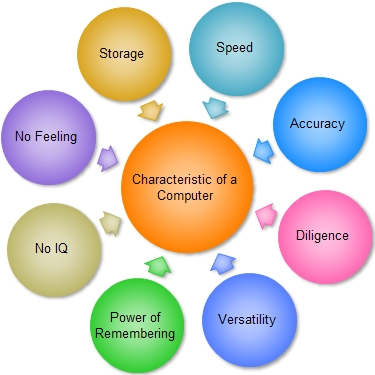 Characteristic of a
Computer
Speed
Accuracy
Diligence
Versatility
Power of
Remembering
No IQ
No Feeling
Storage